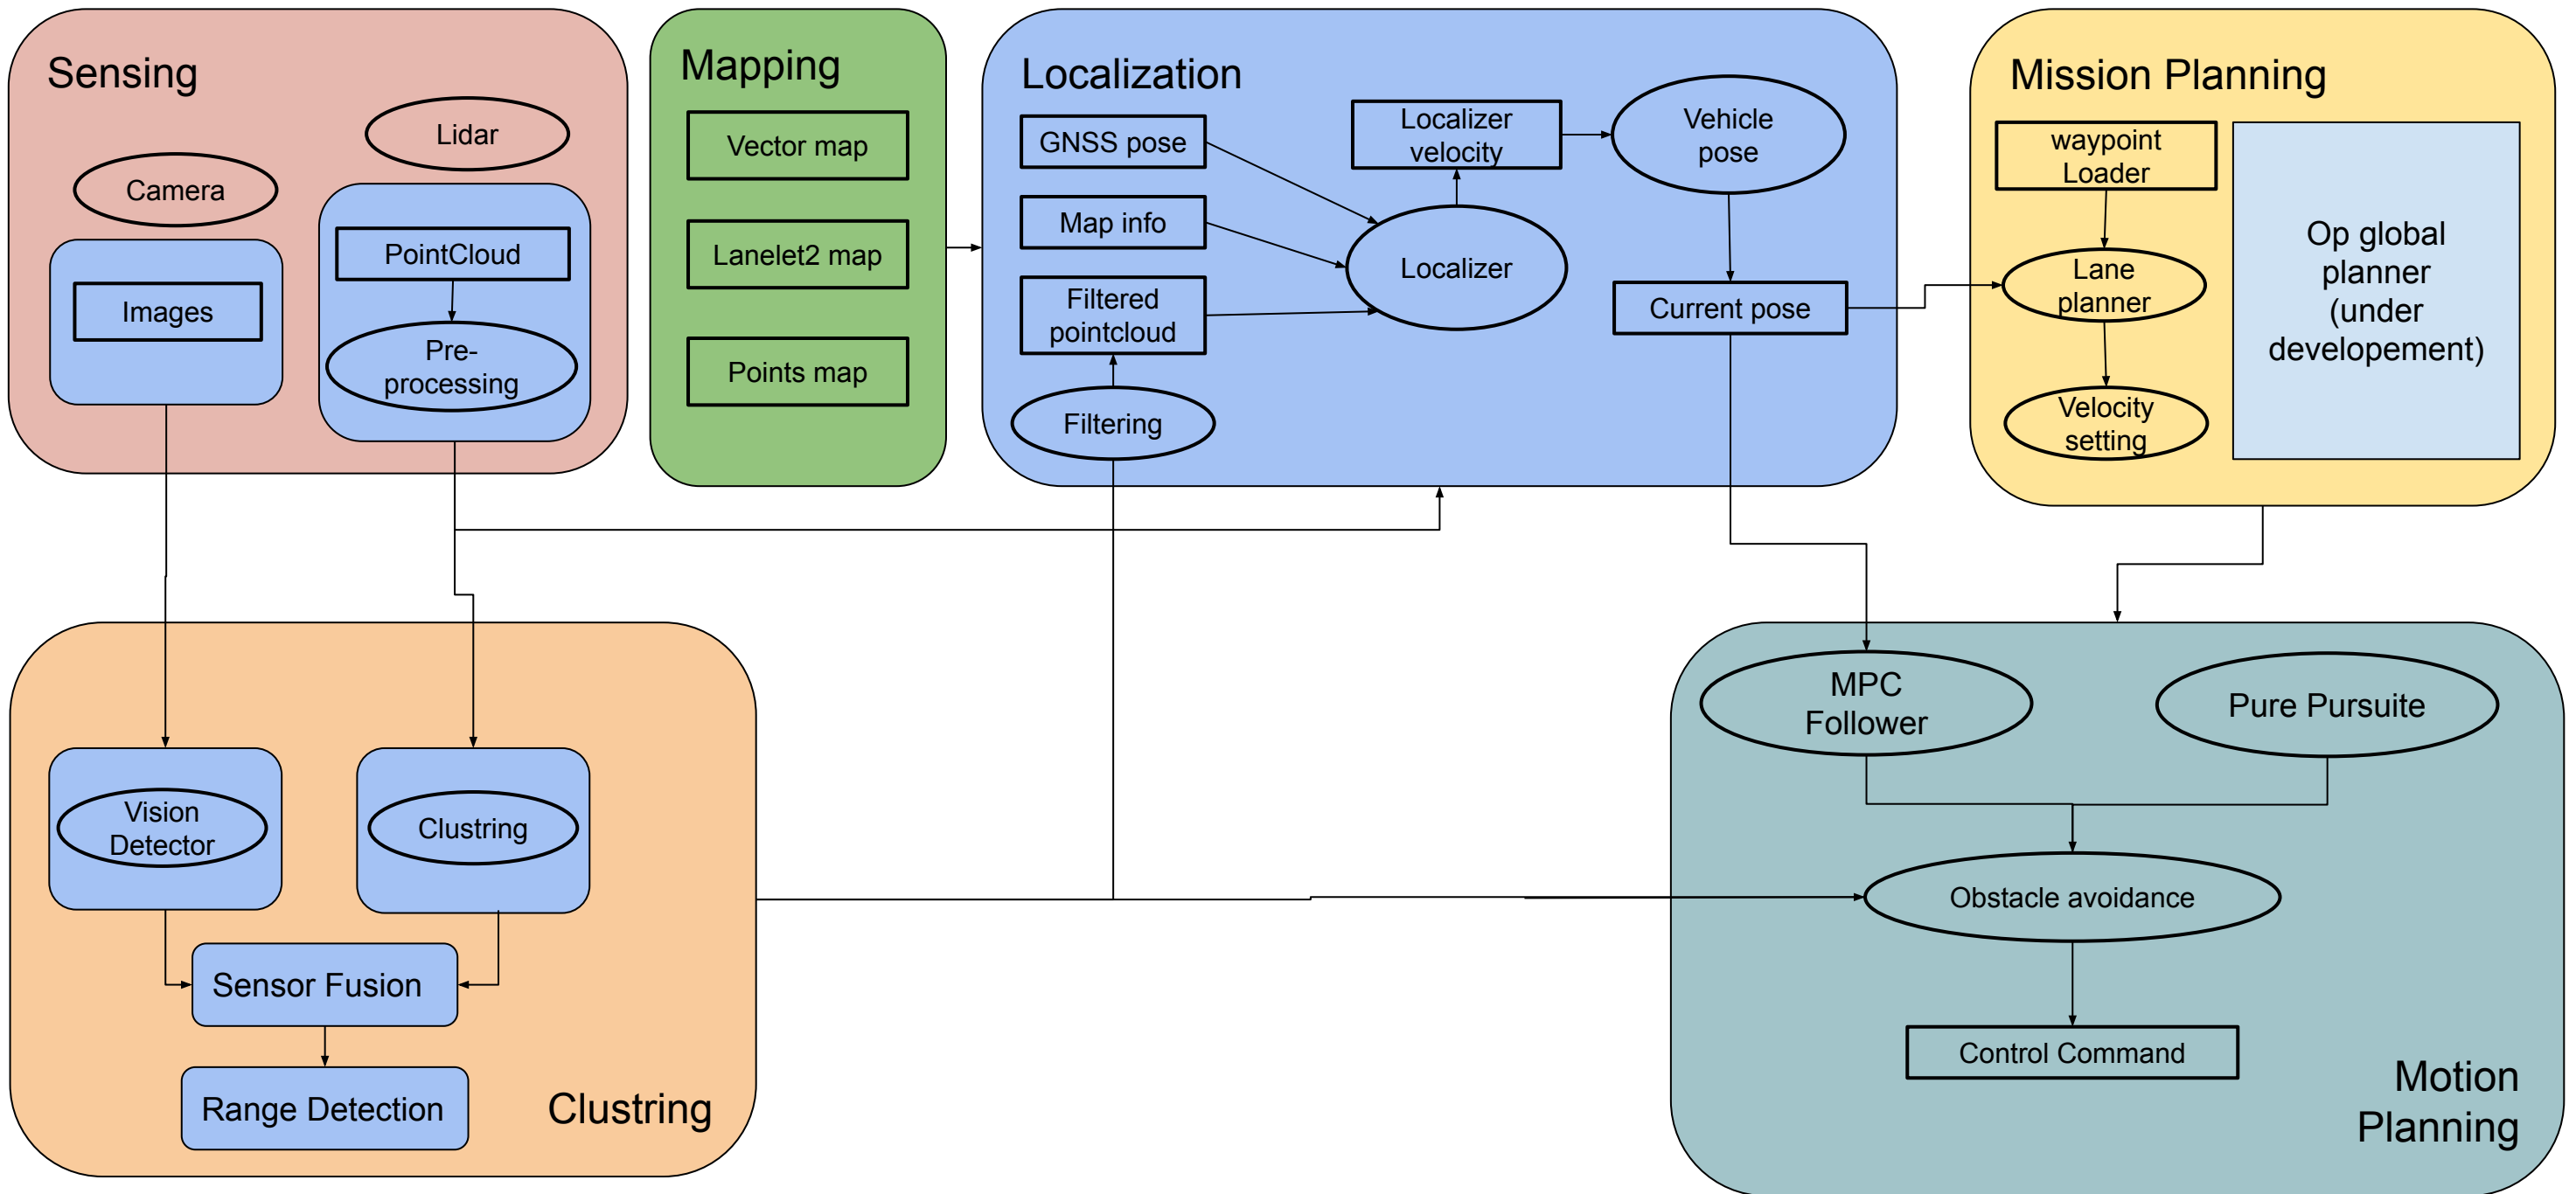 Sensing
Lidar
Camera
PointCloud
Images
Pre-
processing
Mapping
Vector map
Lanelet2 map
Points map
Localization
GNSS pose
Map info
Filtered
pointcloud
Filtering
Localizer
velocity
Localizer
Vehicle
pose
Current pose
Mission Planning
waypoint
Loader
Lane
planner
Velocity
setting
Op global
planner
(under
developement)
Vision
Detector
Clustring
Sensor Fusion
Range Detection
Clustring
MPC
Follower
Pure Pursuite
Obstacle avoidance
Control Command
Motion
Planning